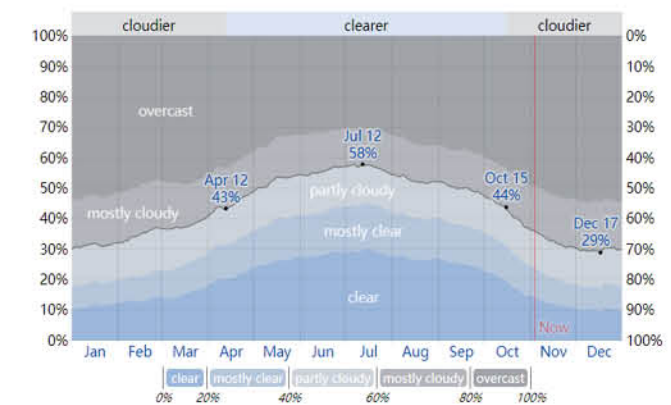 cloudier clearer cloudier
100% 0%
90% 10%
80% 20%
overcast
70% 30%
Jul 12
60% 58% 40%
Apr 12 Oct 15
50% 43% partly cloudy 44% 50%
40% mostly cloudy 60%
Dec 17
mostly clear 29%
30% 70%
20% 80%
clear
10% 90%
Now
0% 100%
Jan Feb Mar Apr May Jun Jul Aug Sep Oct Nov Dec
clear mostly clear partly cloudy mostly cloudy overcast
0% 20% 40% 60% 80% 100%